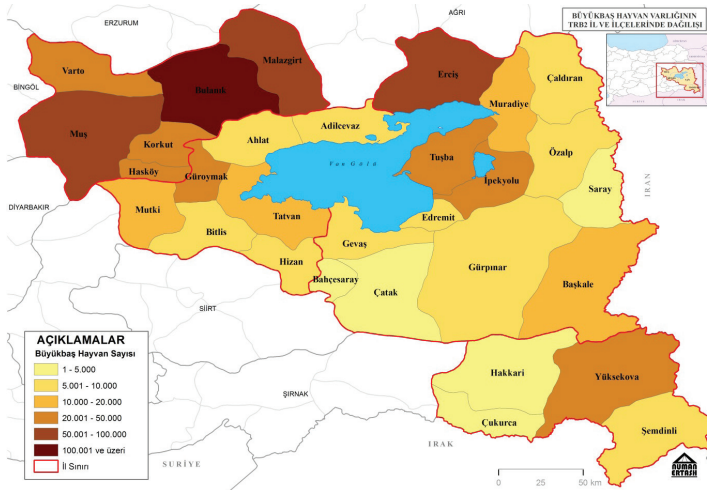 BÜYÜKBAŞ HAYVAN VARLIĞININ
TRB2 İL VE İLÇELERİNDE DAĞILIŞI
ERZURUM
AĞRI
BİNGÖL
DİYARBAKIR
SİİRT
ŞIRNAK
SURİYE
IRAK
İRAN
Varto
Bulanık
Malazgirt
Muş
Korkut
Hasköy
Güroymak
Ahlat
Adilcevaz
Erciş
Muradiye
Çaldıran
Van Gölü
Tuşba
İpekyolu
Özalp
Saray
Mutki
Bitlis
Tatvan
Hizan
Gevaş
Edremit
Bahçesaray
Çatak
Gürpınar
Başkale
Hakkari
Çukurca
Yüksekova
Şemdinli
AÇIKLAMALAR
Büyükbaş Hayvan Sayısı
1 - 5.000
5.001 - 10.000
10.000 - 20.000
20.001 - 50.000
50.001 - 100.000
100.001 ve üzeri
İl Sınırı
0 25 50 km
NUMAN
ERTAŞH